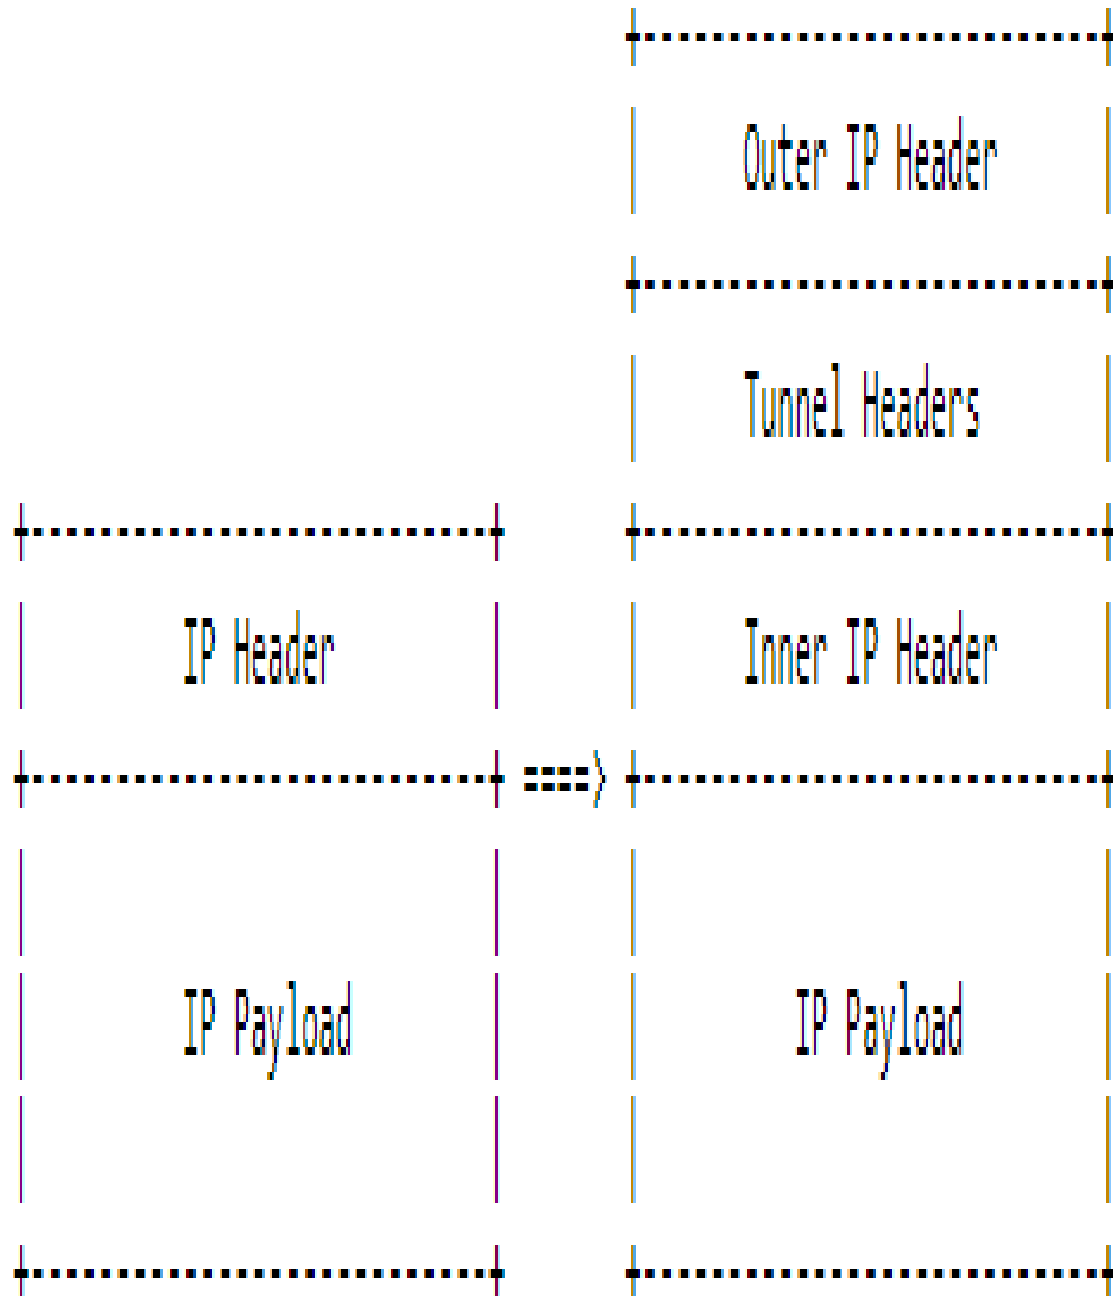 Outer IP Header
Tunnel Headers
IP Header Inner IP Header
====>
IP Payload IP Payload